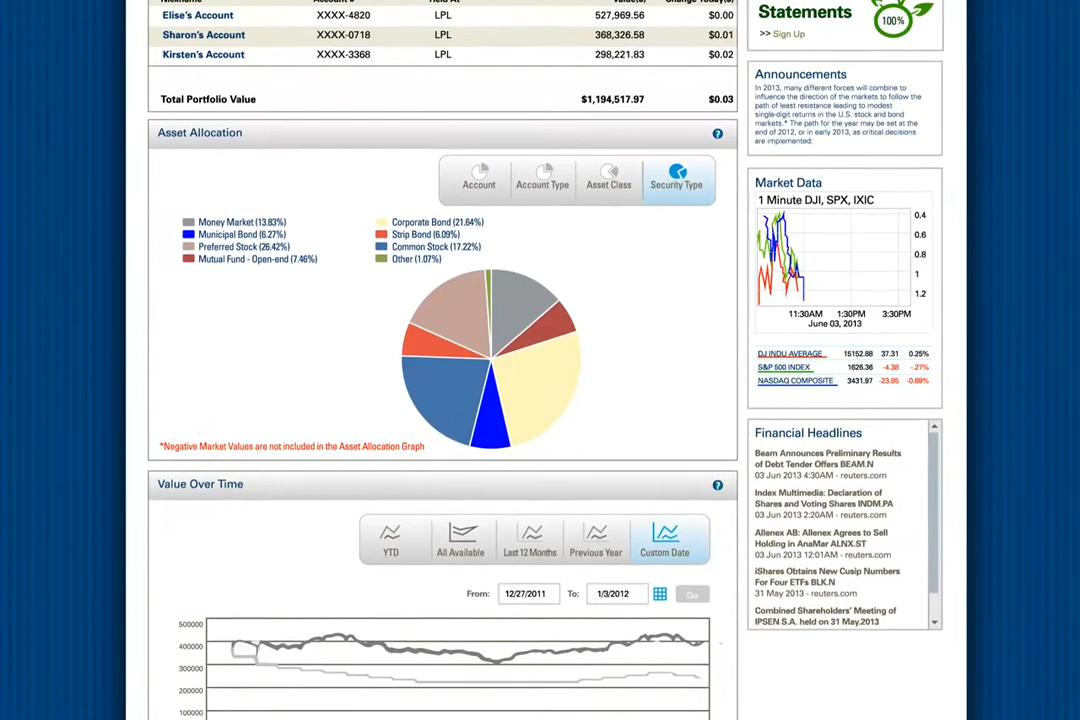 Elise's Account XXXX-4820 LPL 527,969.56 $0.00
Sharon's Account XXXX-0718 LPL 368,326.58 $0.01
Kirsten's Account XXXX-3368 LPL 298,221.83 $0.02
Total Portfolio Value $1,194,517.97 $0.03
Asset Allocation ?
Account Account Type Asset Class Security Type
Money Market (13.83%) Corporate Bond (21.64%)
Municipal Bond (6.27%) Strip Bond (6.09%)
Preferred Stock (26.42%) Common Stock (17.22%)
Mutual Fund - Open-end (7.46%) Other (1.07%)
*Negative Market Values are not included in the Asset Allocation Graph
Value Over Time ?
YTD All Available Last 12 Months Previous Year Custom Date
From: 12/27/2011 To: 1/3/2012 Go
500000
400000
300000
200000
100000
Statements
>> Sign Up
100%
Announcements
In 2013, many different forces will combine to
influence the direction of the markets to follow the
path of least resistance leading to modest
single-digit returns in the U.S. stock and bond
markets.* The path for the year may be set at the
end of 2012, or in early 2013, as critical decisions
are implemented:
Market Data
1 Minute DJI, SPX, IXIC
0.4
0.6
0.8
1
1.2
11:30AM 1:30PM 3:30PM
June 03, 2013
DJ INDU AVERAGE 15152.88 37.31 0.25%
S&P 500 INDEX 1626.36 -4.38 -.27%
NASDAQ COMPOSITE 3431.97 -23.95 -0.69%
Financial Headlines
Beam Announces Preliminary Results
of Debt Tender Offers BEAM.N
03 Jun 2013 4:30AM - reuters.com
Index Multimedia: Declaration of
Shares and Voting Shares INDM.PA
03 Jun 2013 2:20AM - reuters.com
Allenex AB: Allenex Agrees to Sell
Holding in AnaMar ALNX.ST
03 Jun 2013 12:01AM - reuters.com
iShares Obtains New Cusip Numbers
For Four ETFs BLK.N
31 May 2013 - reuters.com
Combined Shareholders' Meeting of
IPSEN S.A. held on 31 May.2013